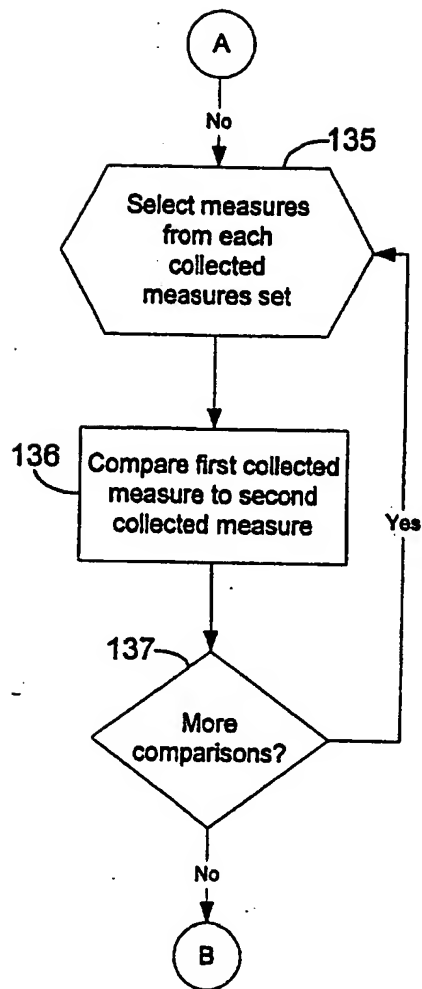 A
No
135
Select measures
from each
collected
measures set
136
Compare first collected
measure to second
collected measure
Yes
137
More
comparisons?
No
B